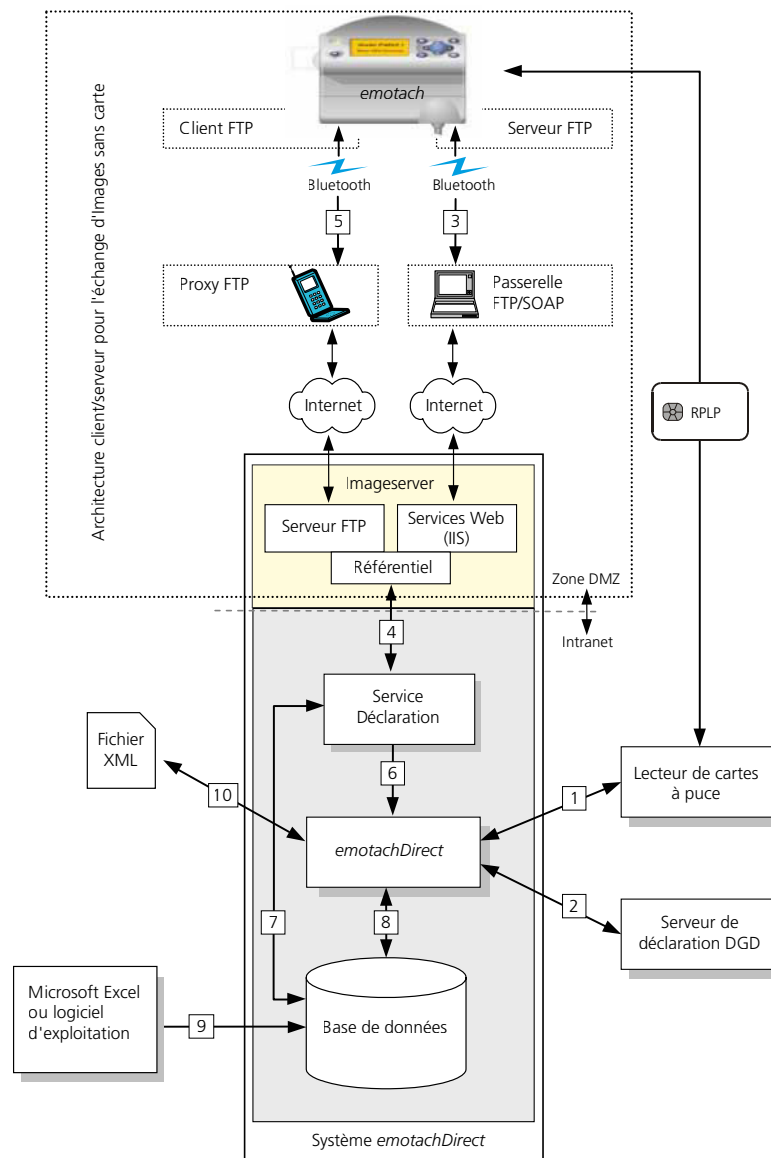 emotach
Client FTP
Serveur FTP
Bluetooth
Bluetooth
5
3
Proxy FTP
Passerelle
FTP/SOAP
Internet
Internet
RPLP
Architecture client/serveur pour l'échange d'Images sans carte
Imageserver
Serveur FTP
Services Web
(IIS)
Référentiel
Zone DMZ
Intranet
4
Service
Déclaration
Fichier
XML
6
10
1
Lecteur de cartes
à puce
emotachDirect
2
7
8
Serveur de
déclaration DGD
Microsoft Excel
ou logiciel
d'exploitation
9
Base de données
Système emotachDirect